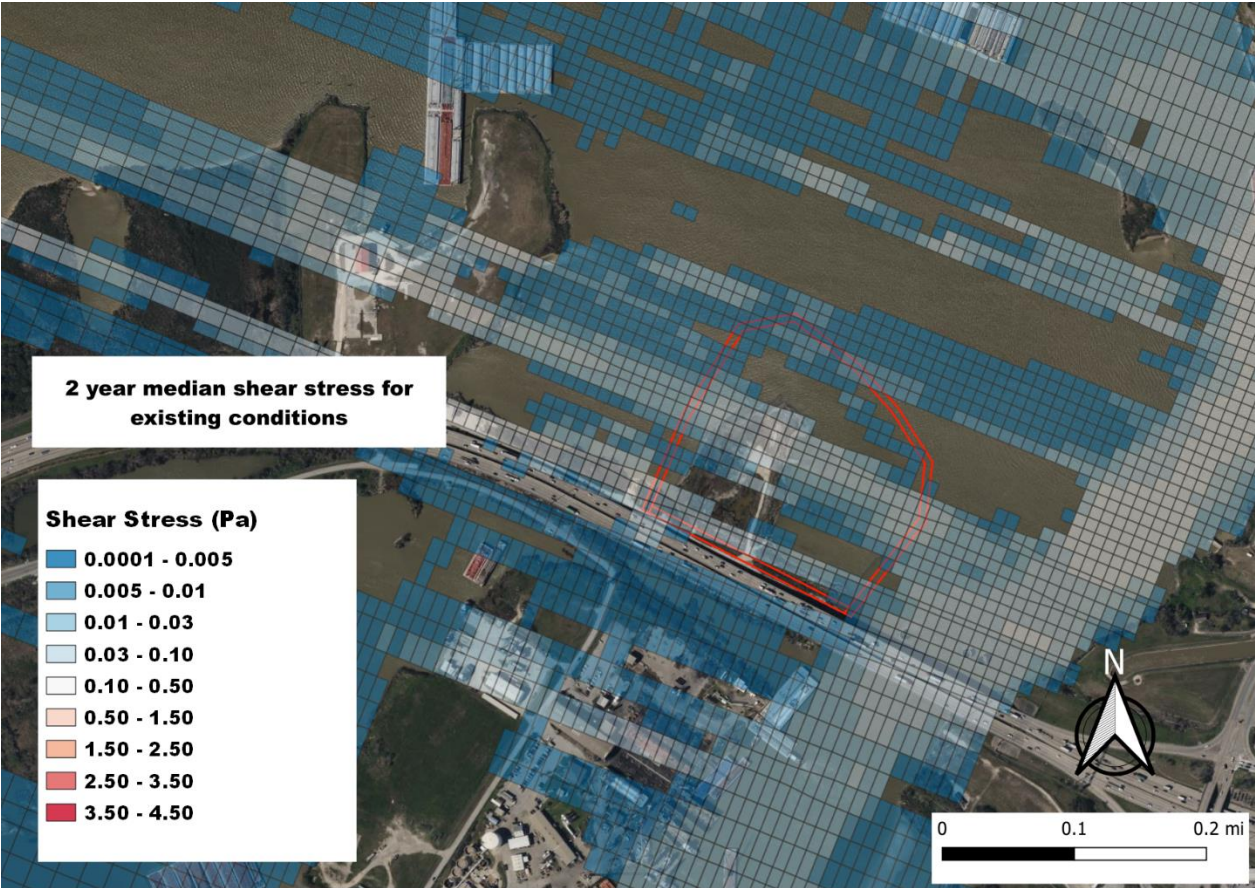 2 year median shear stress for
existing conditions
Shear Stress (Pa)
0.0001 - 0.005
0.005 - 0.01
0.01 - 0.03
0.03 - 0.10
0.10 - 0.50
0.50 - 1.50
1.50 - 2.50
2.50 - 3.50
3.50 - 4.50
N
0 0.1 0.2 mi